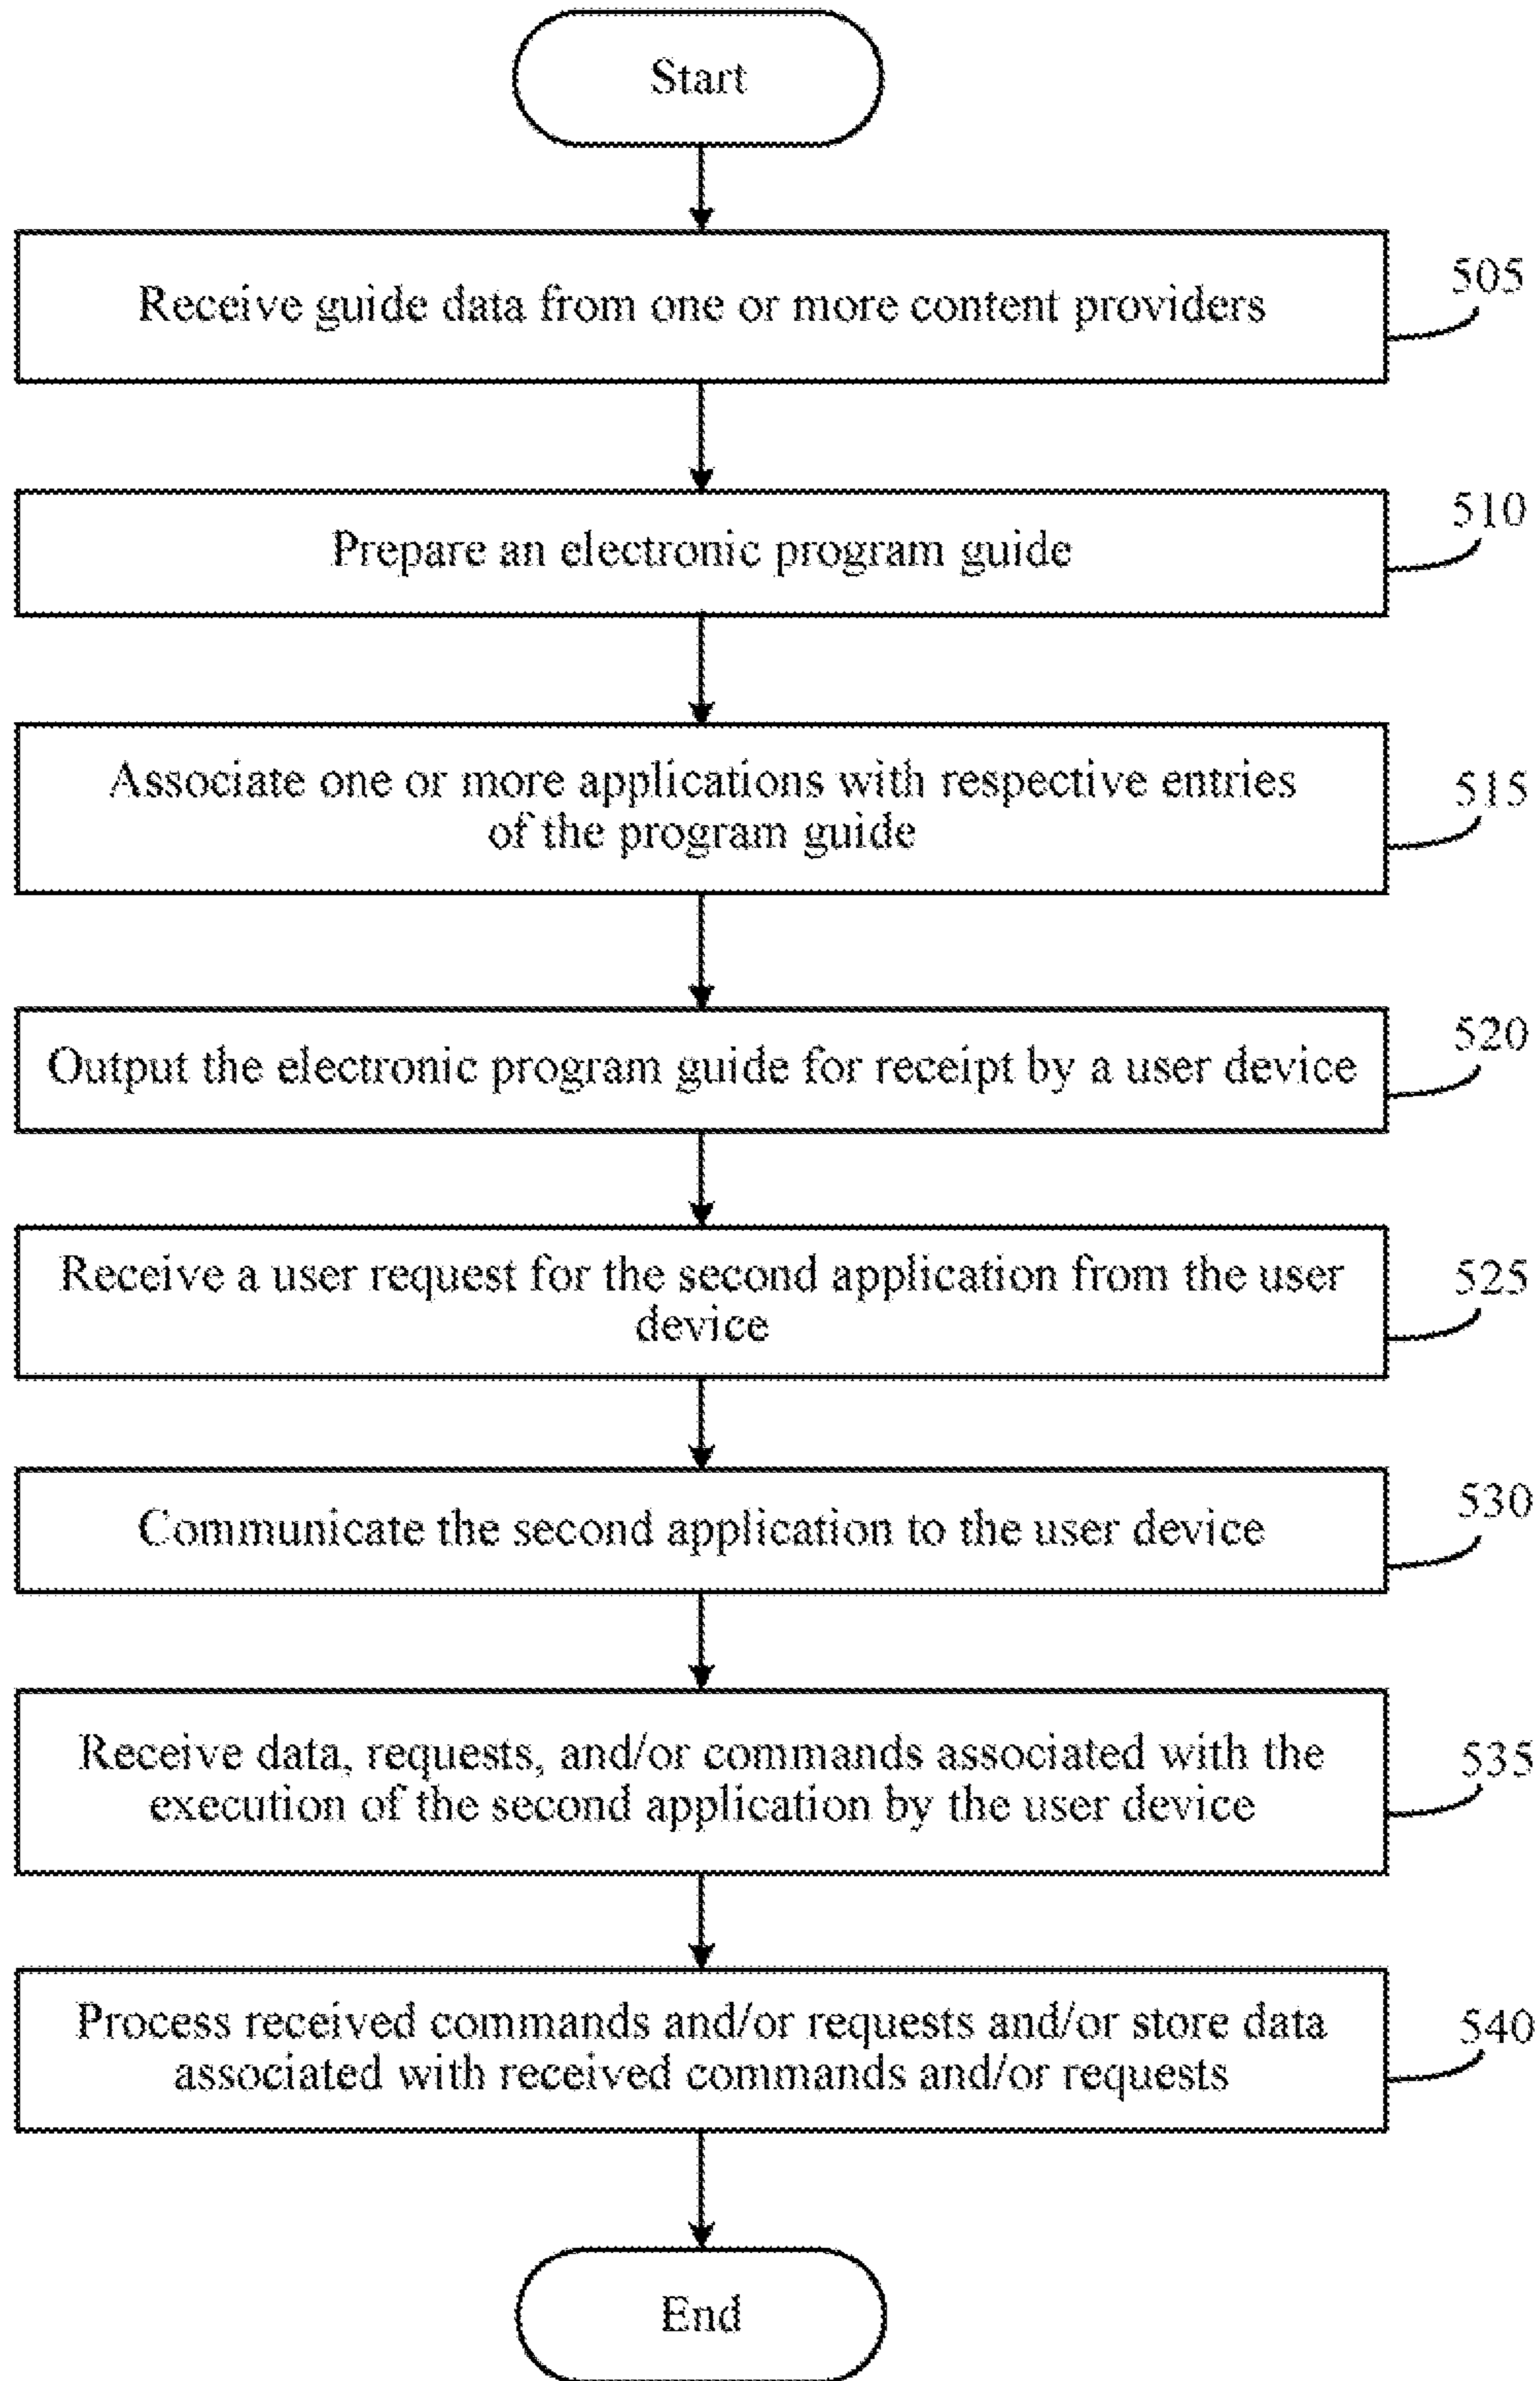 Start
Receive guide data from one or more content providers
505
Prepare an electronic program guide
510
Associate one or more applications with respective entries
of the program guide
515
Output the electronic program guide for receipt by a user device
520
Receive a user request for the second application from the user
device
525
Communicate the second application to the user device
530
Receive data, requests, and/or commands associated with the
execution of the second application by the user device
535
Process received commands and/or requests and/or store data
associated with received commands and/or requests
540
End